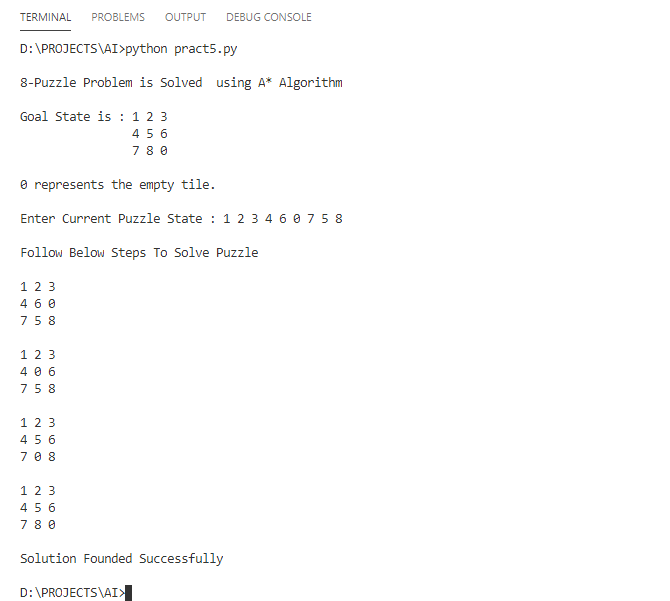 TERMINAL PROBLEMS OUTPUT DEBUG CONSOLE
D:\PROJECTS\AI>python pract5.py
8-Puzzle Problem is Solved  using A* Algorithm
Goal State is : 1 2 3
4 5 6
7 8 0
0 represents the empty tile.
Enter Current Puzzle State : 1 2 3 4 6 0 7 5 8
Follow Below Steps To Solve Puzzle
1 2 3
4 6 0
7 5 8
1 2 3
4 0 6
7 5 8
1 2 3
4 5 6
7 0 8
1 2 3
4 5 6
7 8 0
Solution Founded Successfully
D:\PROJECTS\AI>